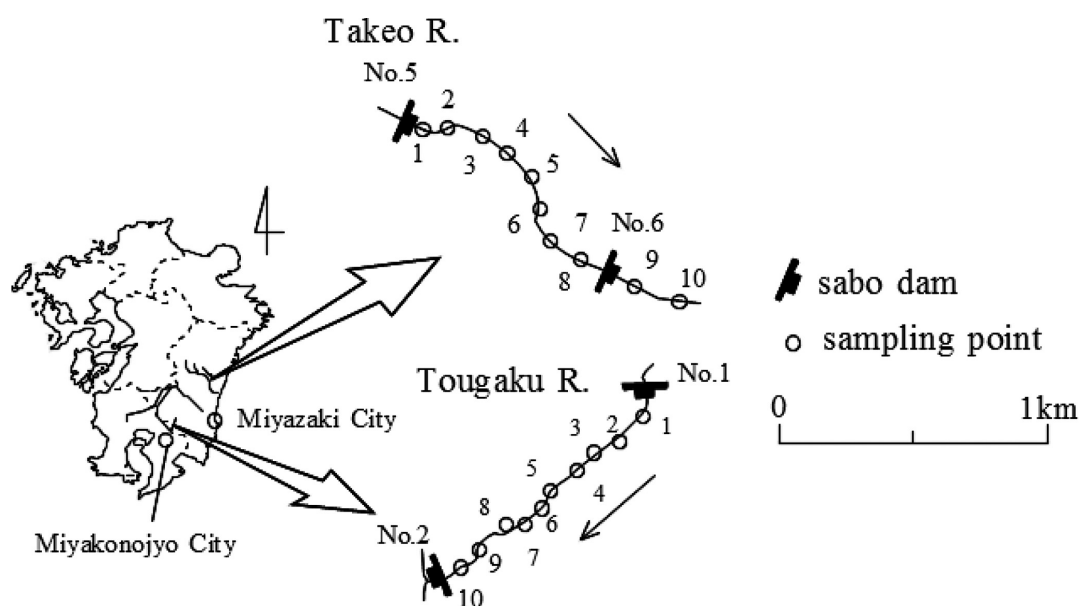 Takeo R.
No.5
2
4
1
3
5
6
7
No.6
8
9
10
sabo dam
sampling point
0
1km
Tougaku R.
No.1
1
2
3
4
5
6
7
8
9
10
No.2
Miyazaki City
Miyakonojyo City